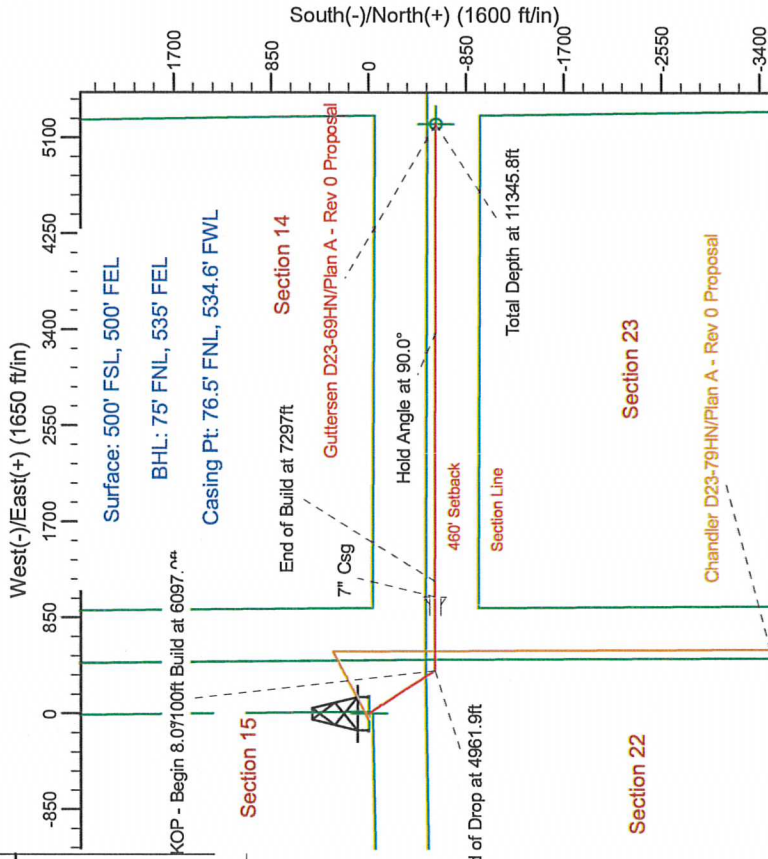 South(-)/North(+) (1600 ft/in)
1700
850
0
-850
-1700
-2550
-3400
West(-)/East(+) (1650 ft/in)
-850
0
850
1700
2550
3400
4250
5100
Surface: 500' FSL, 500' FEL
BHL: 75' FNL, 535' FEL
Casing Pt: 76.5' FNL, 534.6' FWL
Section 14
Guttersen D23-69HN/Plan A - Rev 0 Proposal
KOP - Begin 8.0°/100ft Build at 6097.0ft
Section 15
7" Csg
End of Build at 7297ft
Hold Angle at 90.0°
460' Setback
Section Line
Total Depth at 11345.8ft
of Drop at 4961.9ft
Section 22
Section 23
Chandler D23-79HN/Plan A - Rev 0 Proposal